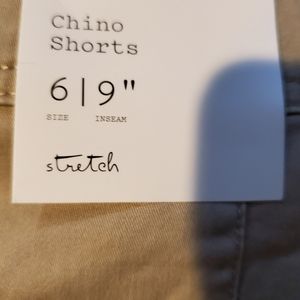 Chino
Shorts
6|9"
SIZE INSEAM
stretch